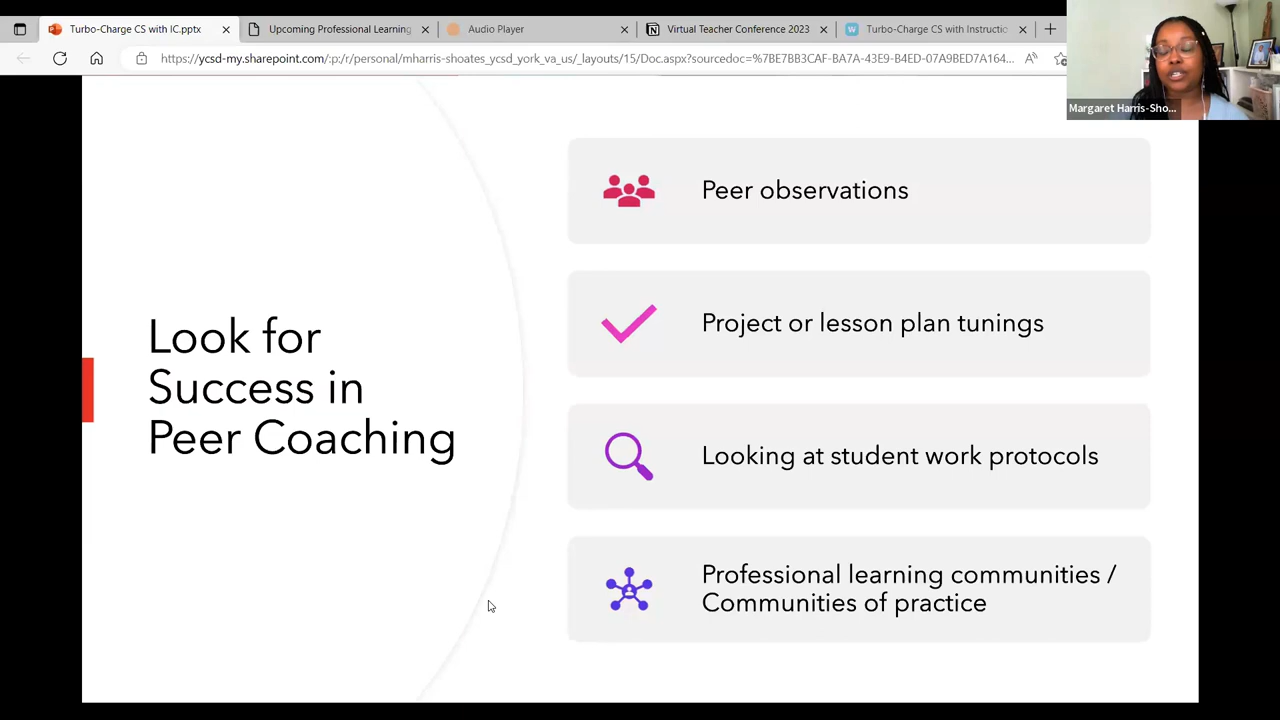 Turbo-Charge CS with IC.pptx
Upcoming Professional Learning
Audio Player
Virtual Teacher Conference 2023
Turbo-Charge CS with Instructio
https://ycsd-my.sharepoint.com/:p:/r/personal/mharris-shoates_ycsd_york_va_us/_layouts/15/Doc.aspx?sourcedoc=%7BE7BB3CAF-BA7A-43E9-B4ED-07A9BED7A164...
Margaret Harris-Sho...
Look for
Success in
Peer Coaching
Peer observations
Project or lesson plan tunings
Looking at student work protocols
Professional learning communities /
Communities of practice